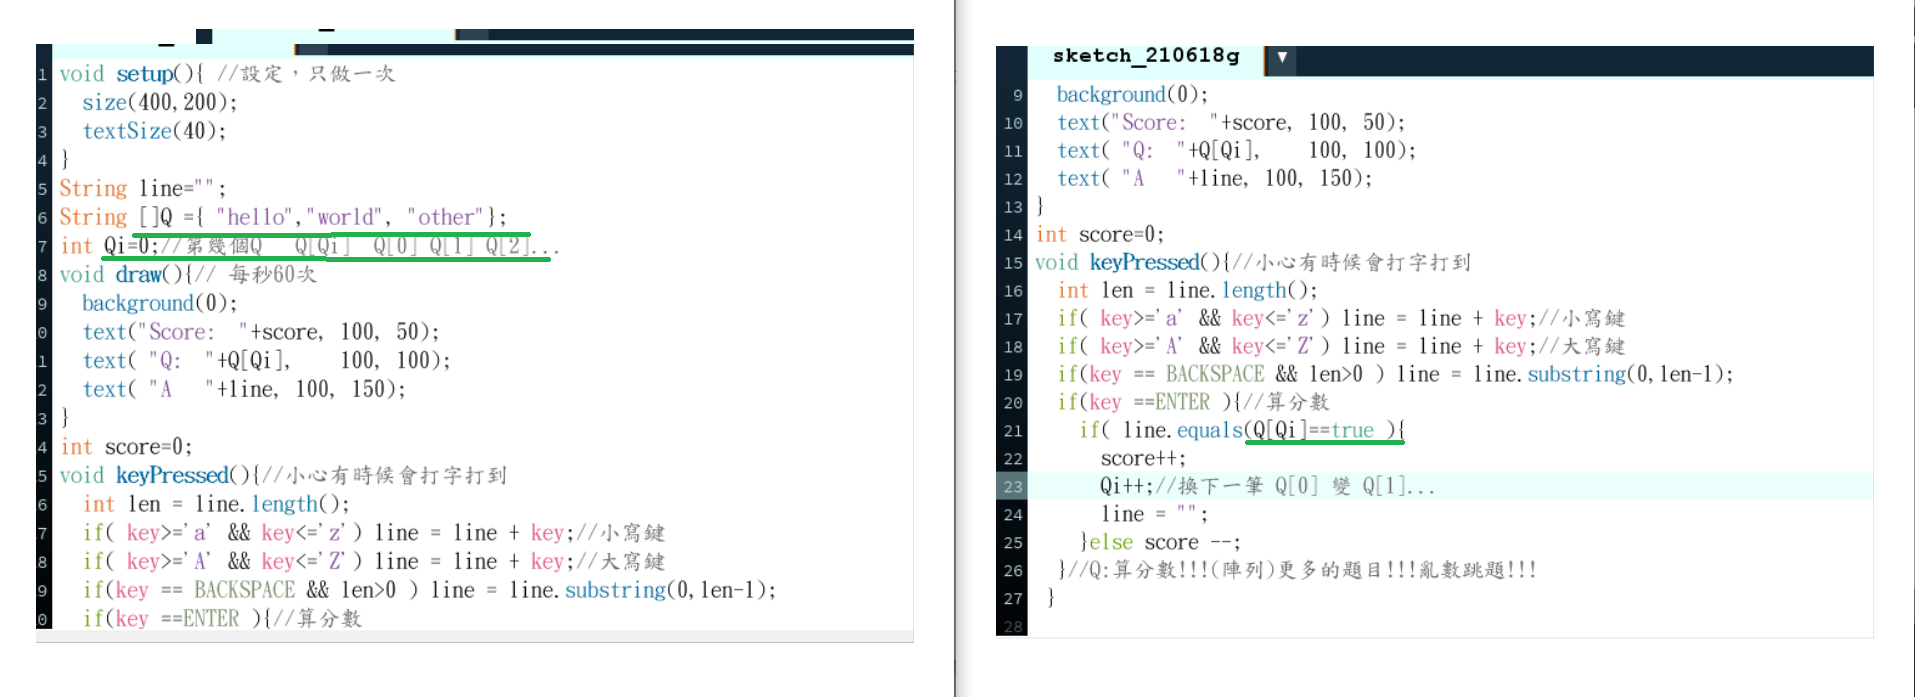 1 void setup(){ //設定，只做一次
2 size(400,200);
3 textSize(40);
4 }
5 String line="";
6 String []Q ={ "hello","world", "other"};
7 int Qi=0;//第幾個Q Q[Qi] Q[0] Q[1] Q[2]...
8 void draw(){// 每秒60次
9 background(0);
0 text("Score: "+score, 100, 50);
1 text( "Q: "+Q[Qi], 100, 100);
2 text( "A "+line, 100, 150);
3 }
4 int score=0;
5 void keyPressed(){//小心有時候會打字打到
6 int len = line.length();
7 if( key>='a' && key<='z') line = line + key;//小寫鍵
8 if( key>='A' && key<='Z') line = line + key;//大寫鍵
9 if(key == BACKSPACE && len>0 ) line = line.substring(0,len-1);
0 if(key ==ENTER ){//算分數
sketch_210618g ▼
9 background(0);
10 text("Score: "+score, 100, 50);
11 text( "Q: "+Q[Qi], 100, 100);
12 text( "A "+line, 100, 150);
13 }
14 int score=0;
15 void keyPressed(){//小心有時候會打字打到
16 int len = line.length();
17 if( key>='a' && key<='z') line = line + key;//小寫鍵
18 if( key>='A' && key<='Z') line = line + key;//大寫鍵
19 if(key == BACKSPACE && len>0 ) line = line.substring(0,len-1);
20 if(key ==ENTER ){//算分數
21 if( line.equals(Q[Qi]==true ){
22 score++;
23 Qi++;//換下一筆 Q[0] 變 Q[1]...
24 line = "";
25 }else score --;
26 }//Q:算分數!!!(陣列)更多的題目!!!亂數跳題!!!
27 }
28